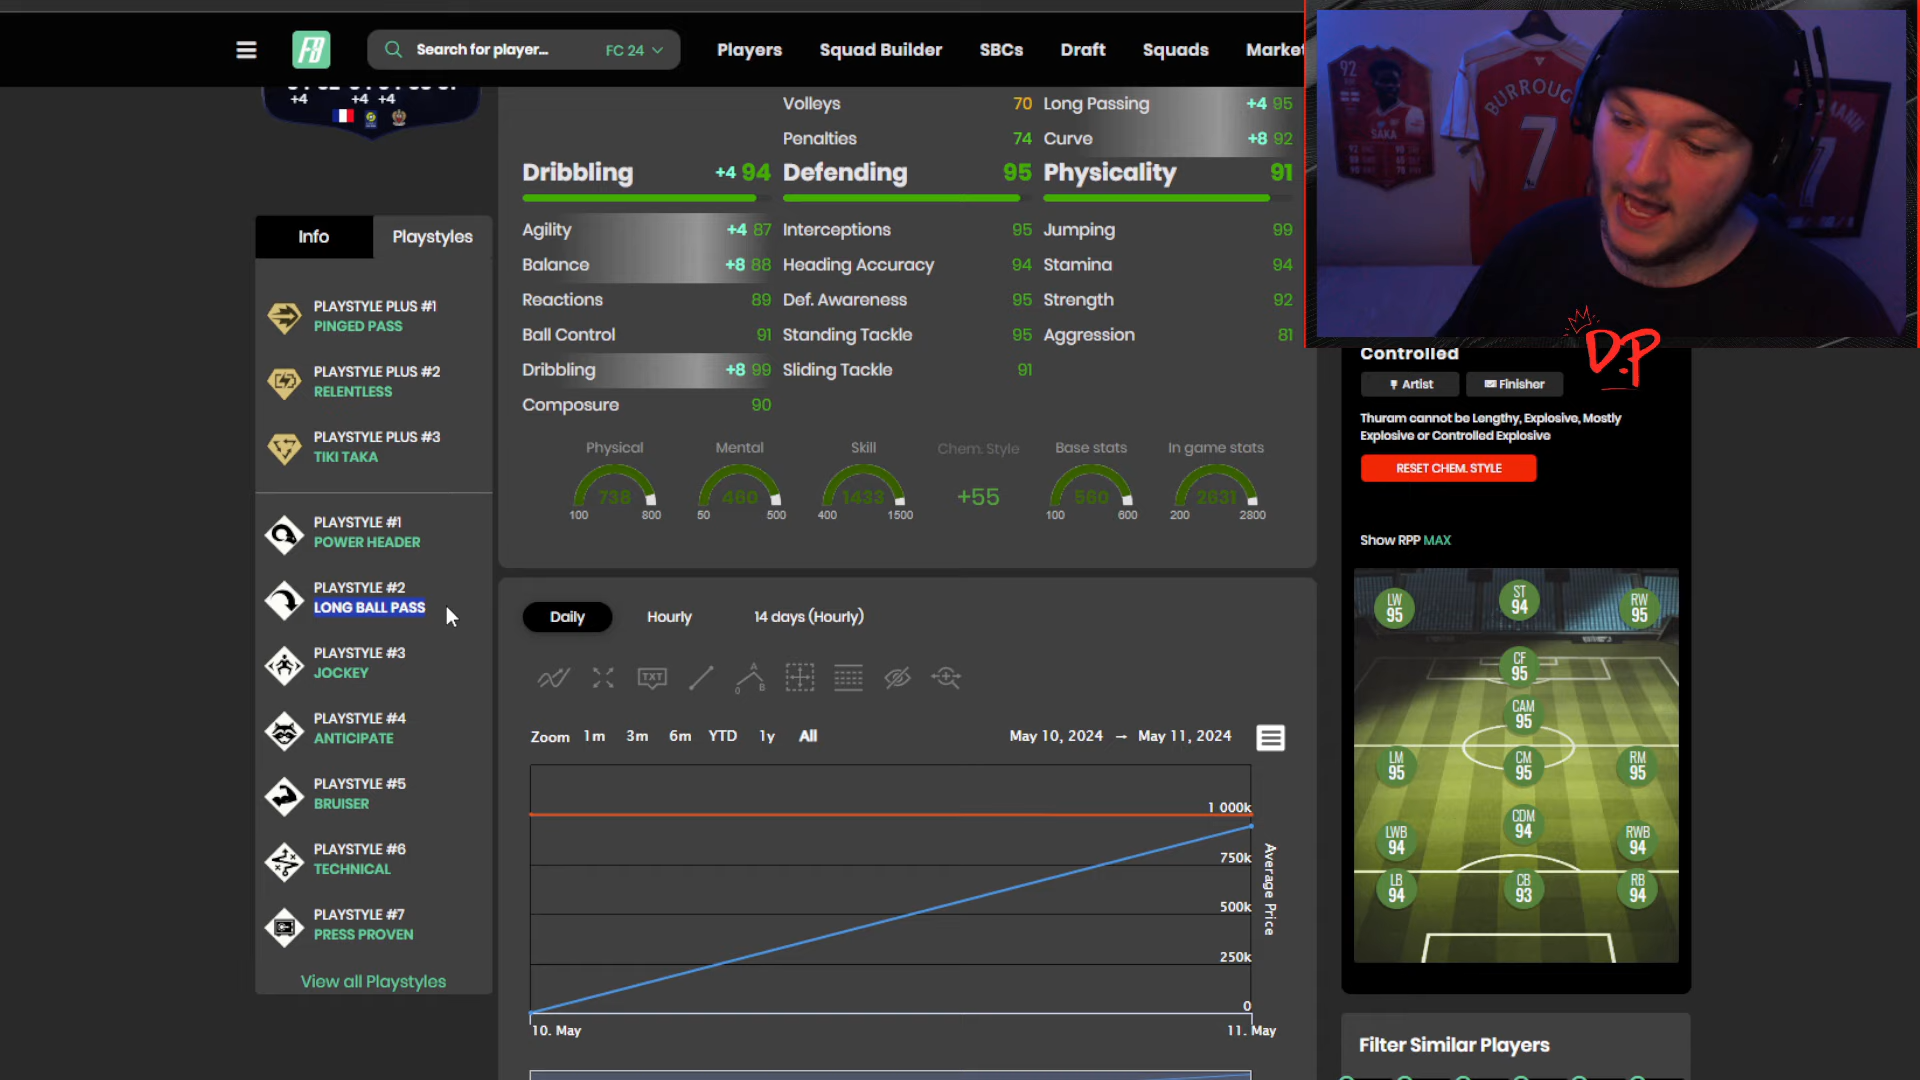 Search for player...
FC 24
Players
Squad Builder
SBCs
Draft
Squads
Market
+4 +4 +4
Info
Playstyles
PLAYSTYLE PLUS #1
PINGED PASS
PLAYSTYLE PLUS #2
RELENTLESS
PLAYSTYLE PLUS #3
TIKI TAKA
PLAYSTYLE #1
POWER HEADER
PLAYSTYLE #2
LONG BALL PASS
PLAYSTYLE #3
JOCKEY
PLAYSTYLE #4
ANTICIPATE
PLAYSTYLE #5
BRUISER
PLAYSTYLE #6
TECHNICAL
PLAYSTYLE #7
PRESS PROVEN
View all Playstyles
Volleys 70
Penalties 74
Long Passing +4 95
Curve +8 92
Dribbling +4 94
Agility +4 87
Balance +8 88
Reactions 89
Ball Control 91
Dribbling +8 99
Composure 90
Defending 95
Interceptions 95
Heading Accuracy 94
Def. Awareness 95
Standing Tackle 95
Sliding Tackle 91
Physicality 91
Jumping 99
Stamina 94
Strength 92
Aggression 81
Physical
738
100 800
Mental
460
50 500
Skill
1433
400 1500
Chem. Style
+55
Base stats
560
100 600
In game stats
2631
200 2800
Daily
Hourly
14 days (Hourly)
TXT
A
0 B
Zoom 1m 3m 6m YTD 1y All
May 10, 2024 → May 11, 2024
1 000k
750k
500k
250k
0
Average Price
10. May
11. May
92
SAKA
BURROUG
7
7
D.P
Controlled
Artist
Finisher
Thuram cannot be Lengthy, Explosive, Mostly
Explosive or Controlled Explosive
RESET CHEM. STYLE
Show RPP MAX
LW
95
ST
94
RW
95
CF
95
CAM
95
LM
95
CM
95
RM
95
CDM
94
LWB
94
RWB
94
LB
94
CB
93
RB
94
Filter Similar Players